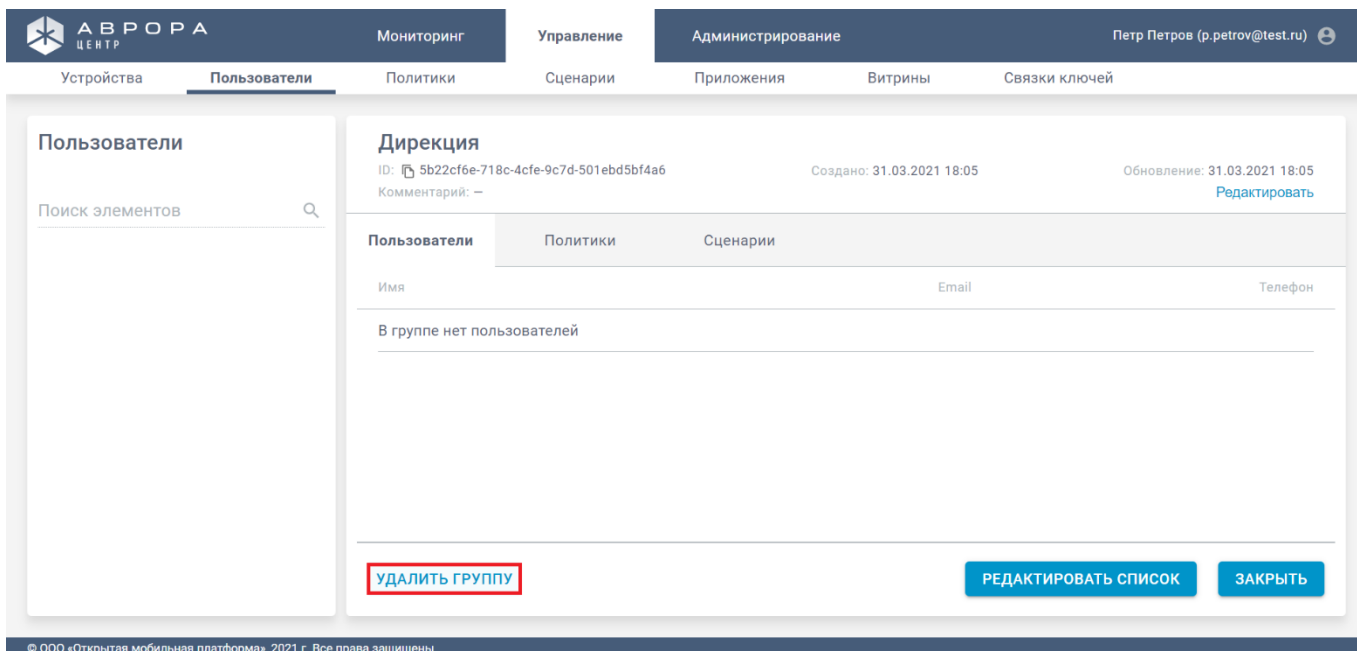 АВРОРА
ЦЕНТР
Мониторинг Управление Администрирование Петр Петров (p.petrov@test.ru)
Устройства Пользователи Политики Сценарии Приложения Витрины Связки ключей
Пользователи
Поиск элементов
Дирекция
ID: 5b22cf6e-718c-4cfe-9c7d-501ebd5bf4a6 Создано: 31.03.2021 18:05 Обновление: 31.03.2021 18:05
Комментарий: — Редактировать
Пользователи Политики Сценарии
Имя Email Телефон
В группе нет пользователей
УДАЛИТЬ ГРУППУ РЕДАКТИРОВАТЬ СПИСОК ЗАКРЫТЬ
© ООО «Открытая мобильная платформа», 2021 г. Все права защищены